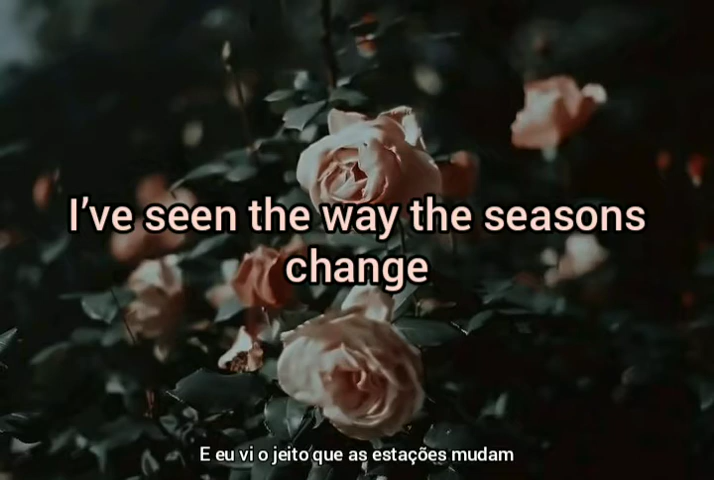 I’ve seen the way the seasons
change
E eu vi o jeito que as estações mudam